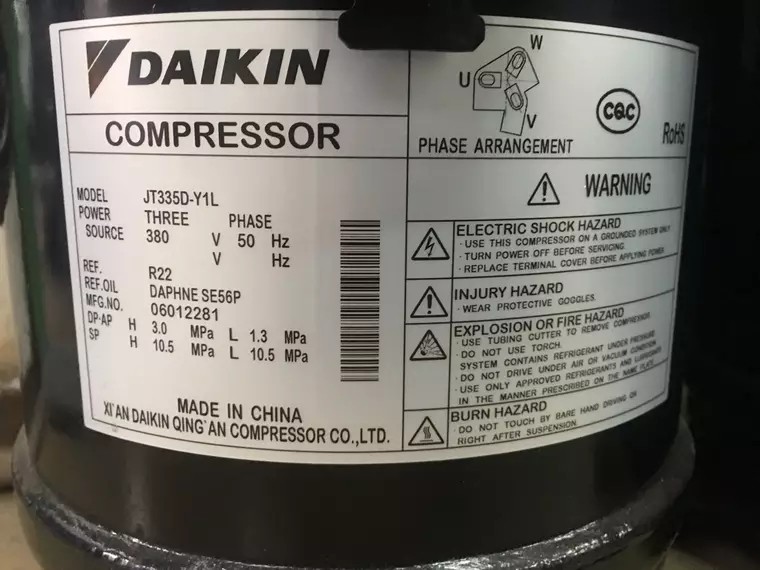 DAIKIN
COMPRESSOR
MODEL JT335D-Y1L
POWER THREE PHASE
SOURCE 380 V 50 Hz
V Hz
REF. R22
REF.OIL DAPHNE SE56P
MFG.NO. 06012281
DP·AP H 3.0 MPa L 1.3 MPa
SP H 10.5 MPa L 10.5 MPa
MADE IN CHINA
XI'AN DAIKIN QING'AN COMPRESSOR CO.,LTD.
W
U
V
PHASE ARRANGEMENT
CQC
RoHS
WARNING
ELECTRIC SHOCK HAZARD
· USE THIS COMPRESSOR ON A GROUNDED SYSTEM ONLY
· TURN POWER OFF BEFORE SERVICING.
· REPLACE TERMINAL COVER BEFORE APPLYING POWER.
INJURY HAZARD
· WEAR PROTECTIVE GOGGLES.
EXPLOSION OR FIRE HAZARD
· USE TUBING CUTTER TO REMOVE COMPRESSOR
· DO NOT USE TORCH.
SYSTEM CONTAINS REFRIGERANT UNDER PRESSURE
· DO NOT DRIVE UNDER AIR OR VACUUM CONDITION
· USE ONLY APPROVED REFRIGERANTS AND LUBRICANTS
IN THE MANNER PRESCRIBED ON THE NAME PLATE.
BURN HAZARD
· DO NOT TOUCH BY BARE HAND DRIVING OR
RIGHT AFTER SUSPENSION.